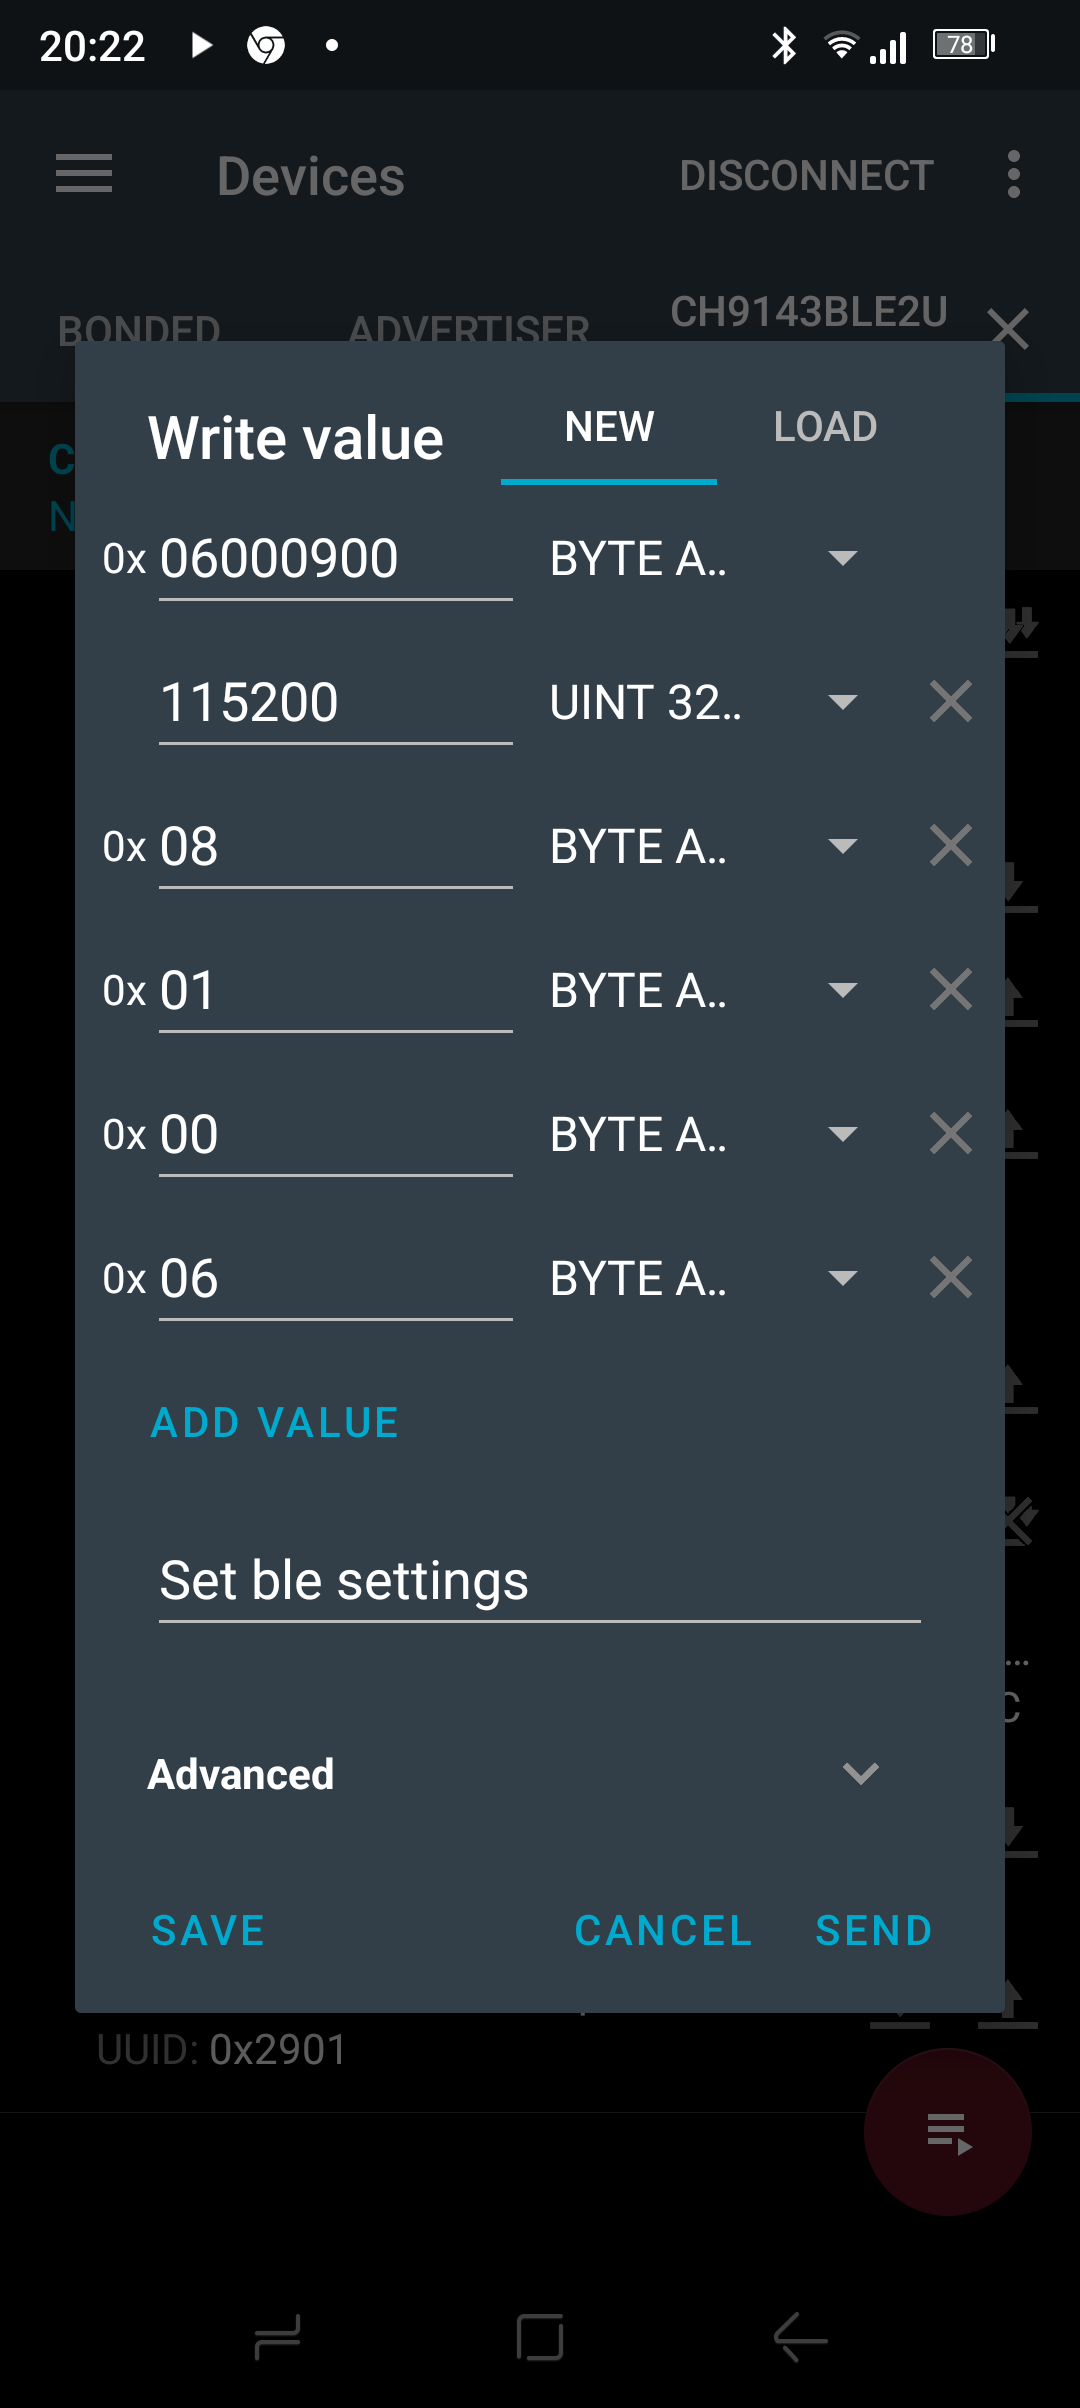 20:22
78
Devices
DISCONNECT
BONDED
ADVERTISER
CH9143BLE2U
Write value
NEW
LOAD
0x 06000900 BYTE A..
115200 UINT 32..
0x 08 BYTE A..
0x 01 BYTE A..
0x 00 BYTE A..
0x 06 BYTE A..
ADD VALUE
Set ble settings
Advanced
SAVE
CANCEL
SEND
UUID: 0x2901